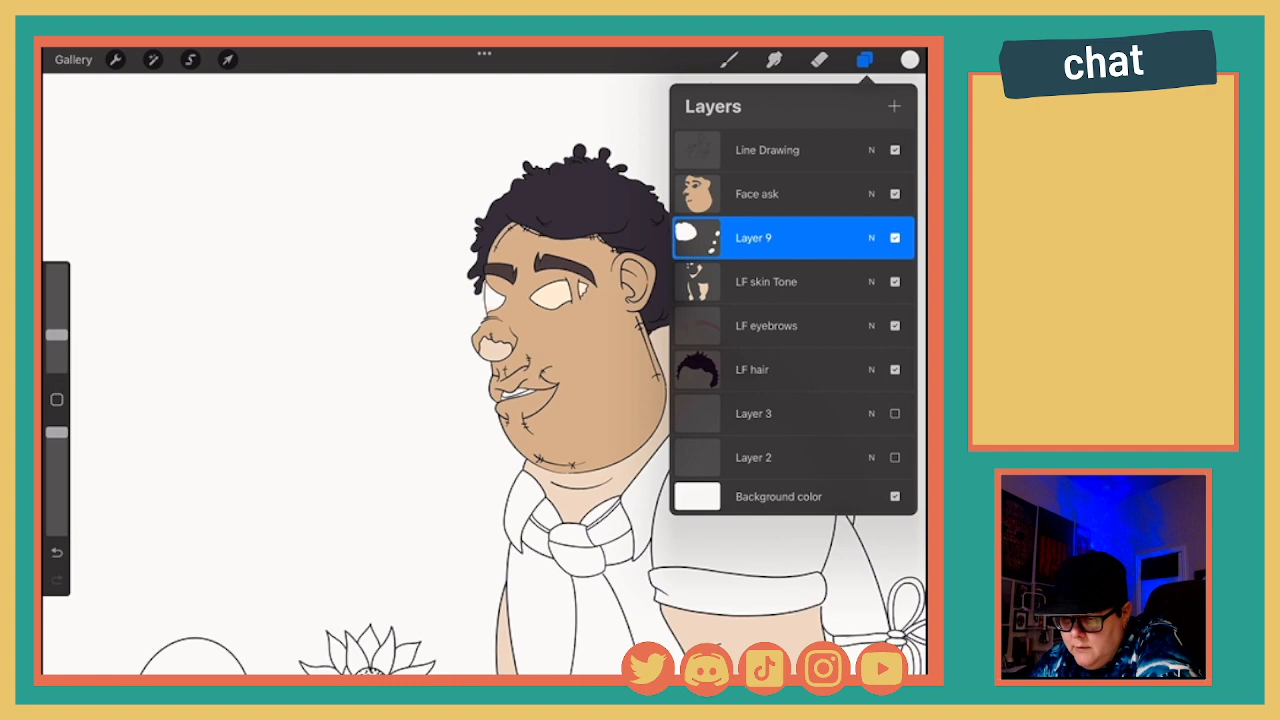 Gallery
chat
Layers
Line Drawing N
Face ask N
Layer 9 N
LF skin Tone N
LF eyebrows N
LF hair N
Layer 3 N
Layer 2 N
Background color